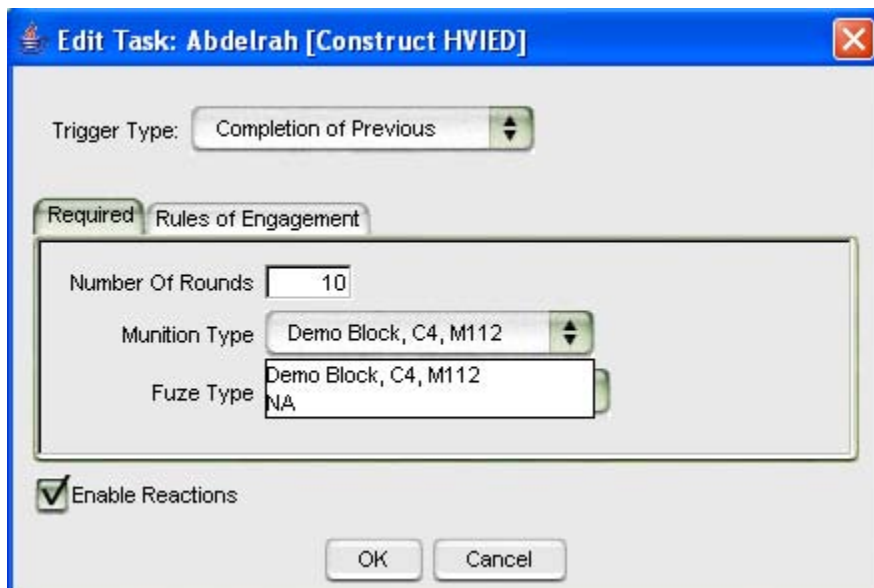 Edit Task: Abdelrah [Construct HVIED]
Trigger Type: Completion of Previous
Required Rules of Engagement
Number Of Rounds 10
Munition Type Demo Block, C4, M112
Demo Block, C4, M112
Fuze Type
NA
Enable Reactions
OK Cancel